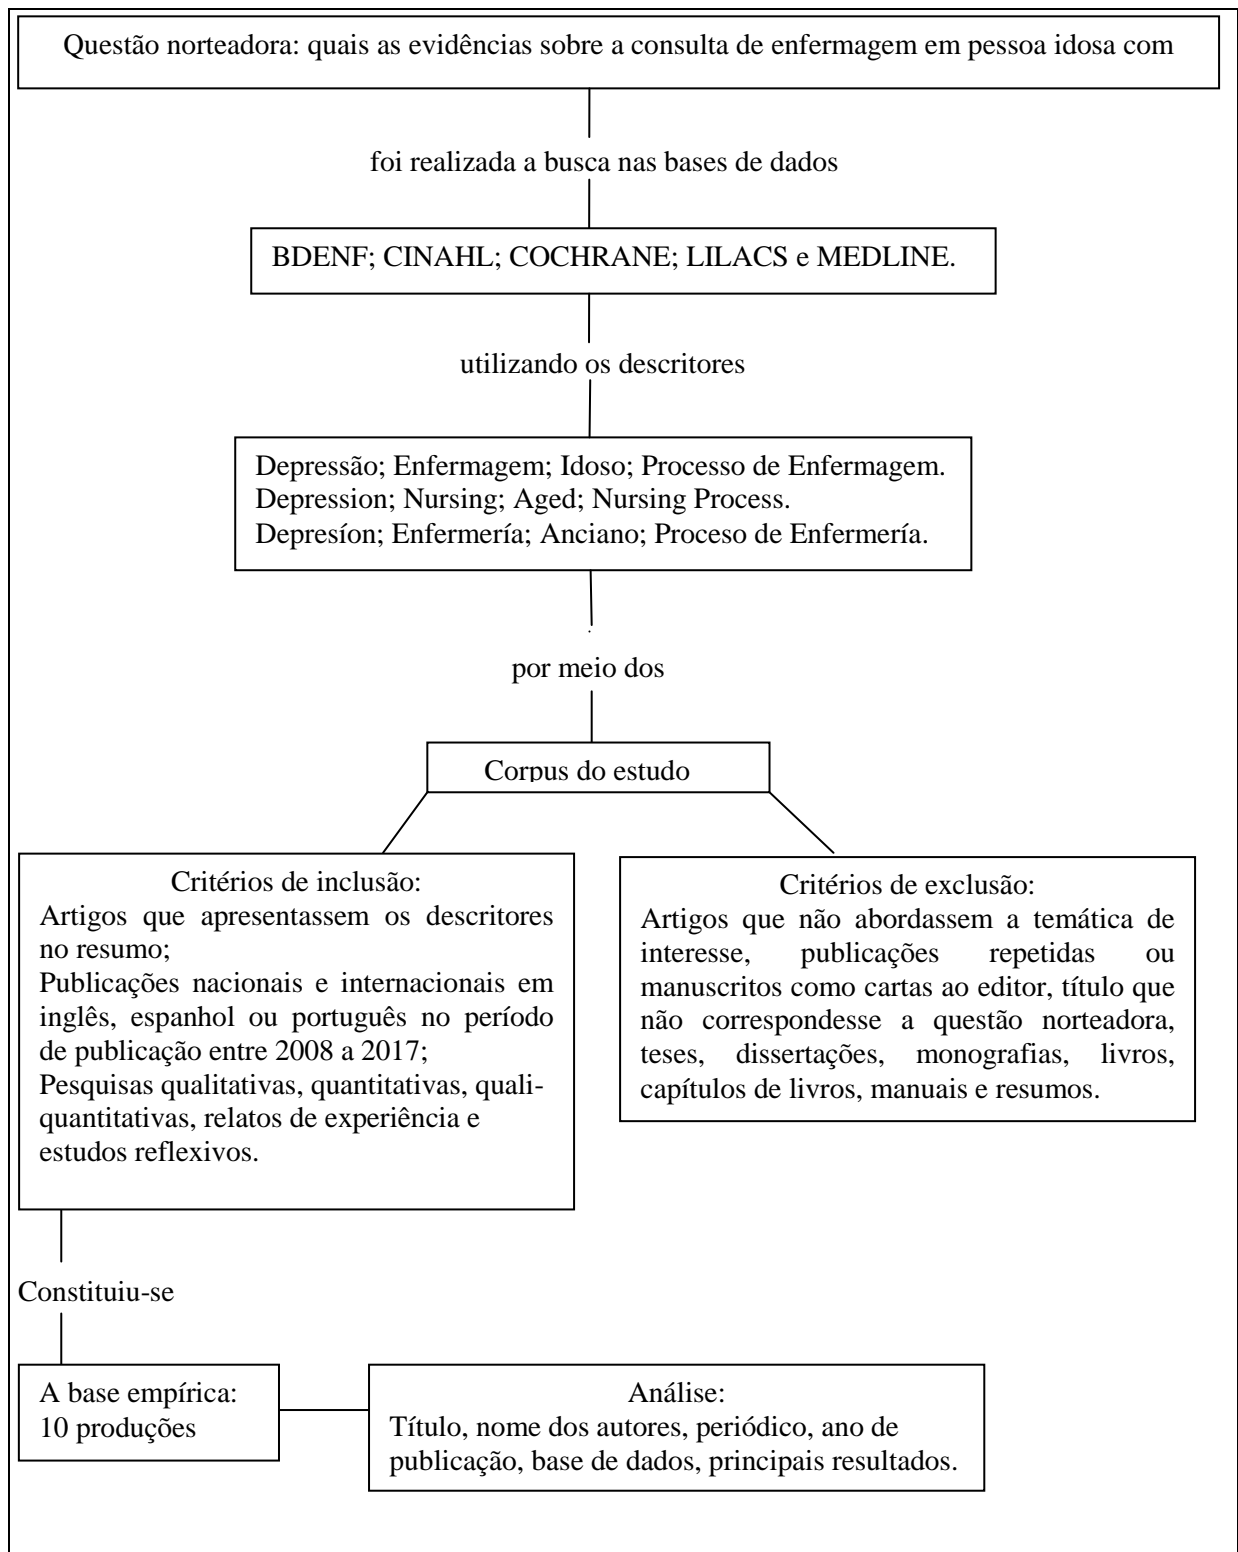 Questão norteadora: quais as evidências sobre a consulta de enfermagem em pessoa idosa com
foi realizada a busca nas bases de dados
BDENF; CINAHL; COCHRANE; LILACS e MEDLINE.
utilizando os descritores
Depressão; Enfermagem; Idoso; Processo de Enfermagem.
Depression; Nursing; Aged; Nursing Process.
Depresíon; Enfermería; Anciano; Proceso de Enfermería.
por meio dos
Corpus do estudo
Critérios de inclusão:
Artigos que apresentassem os descritores
no resumo;
Publicações nacionais e internacionais em
inglês, espanhol ou português no período
de publicação entre 2008 a 2017;
Pesquisas qualitativas, quantitativas, quali-
quantitativas, relatos de experiência e
estudos reflexivos.
Critérios de exclusão:
Artigos que não abordassem a temática de
interesse, publicações repetidas ou
manuscritos como cartas ao editor, título que
não correspondesse a questão norteadora,
teses, dissertações, monografias, livros,
capítulos de livros, manuais e resumos.
Constituiu-se
A base empírica:
10 produções
Análise:
Título, nome dos autores, periódico, ano de
publicação, base de dados, principais resultados.